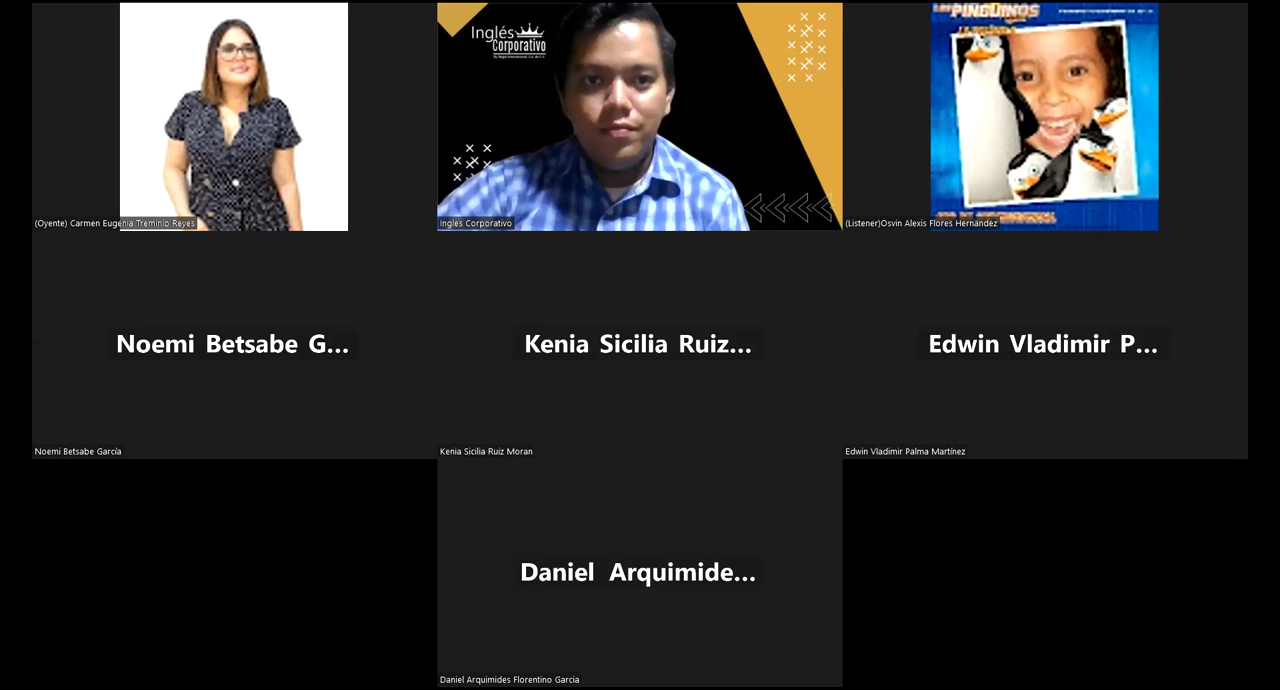 (Oyente) Carmen Eugenia Treminio Reyes
Inglés
Corporativo
Ingles Corporativo
LOS PINGÜINOS
LA PELÍCULA
(Listener)Osvin Alexis Flores Hernandez
Noemi Betsabe G...
Noemi Betsabe García
Kenia Sicilia Ruiz...
Kenia Sicilia Ruiz Moran
Edwin Vladimir P...
Edwin Vladimir Palma Martínez
Daniel Arquimide...
Daniel Arquimides Florentino Garcia